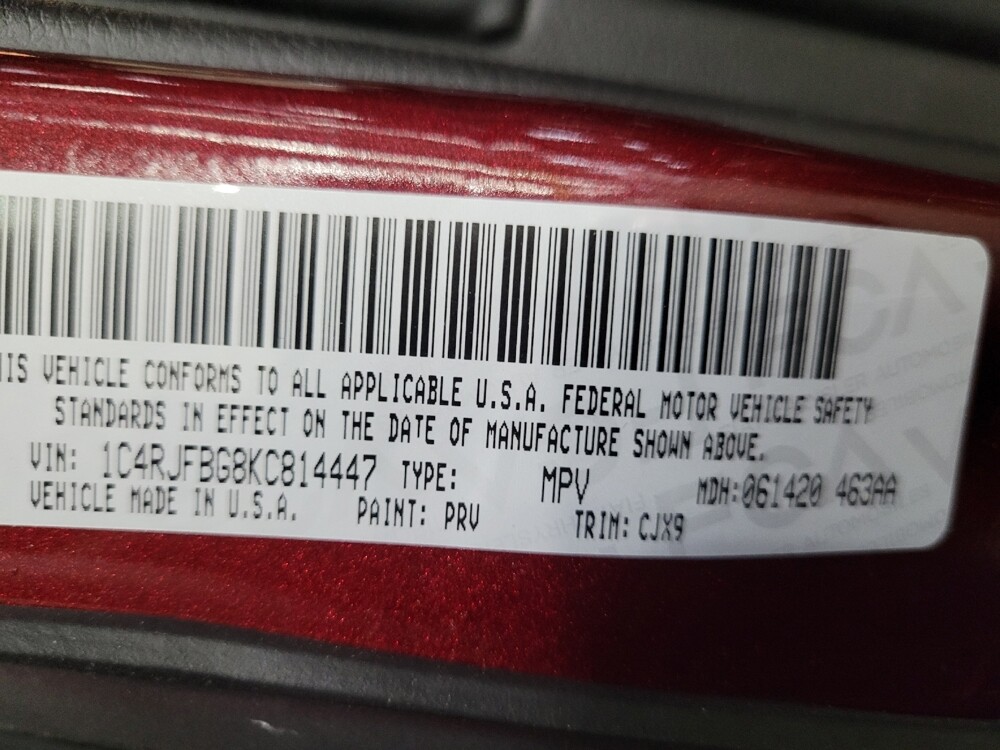 HIS VEHICLE CONFORMS TO ALL APPLICABLE U.S.A. FEDERAL MOTOR VEHICLE SAFETY
STANDARDS IN EFFECT ON THE DATE OF MANUFACTURE SHOWN ABOVE.
VIN: 1C4RJFBG8KC814447 TYPE: MPV MDH:061420 463AA
VEHICLE MADE IN U.S.A. PAINT: PRV TRIM: CJX9